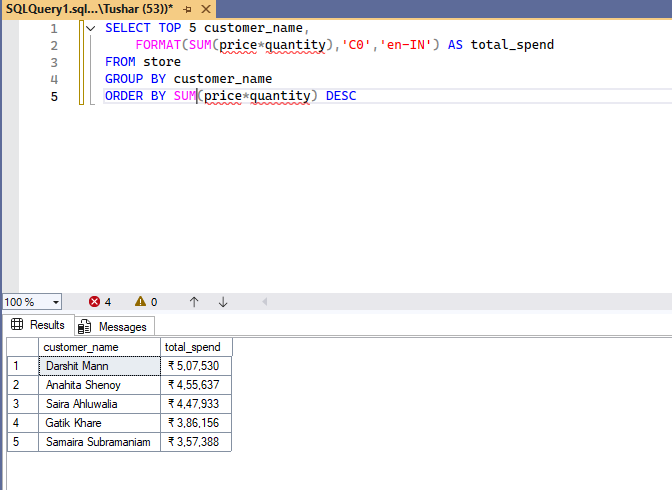 SQLQuery1.sql...\Tushar (53))*
1 SELECT TOP 5 customer_name,
2 FORMAT(SUM(price*quantity),'C0','en-IN') AS total_spend
3 FROM store
4 GROUP BY customer_name
5 ORDER BY SUM(price*quantity) DESC
100 % 4 0
Results Messages
customer_name total_spend
1 Darshit Mann ₹ 5,07,530
2 Anahita Shenoy ₹ 4,55,637
3 Saira Ahluwalia ₹ 4,47,933
4 Gatik Khare ₹ 3,86,156
5 Samaira Subramaniam ₹ 3,57,388